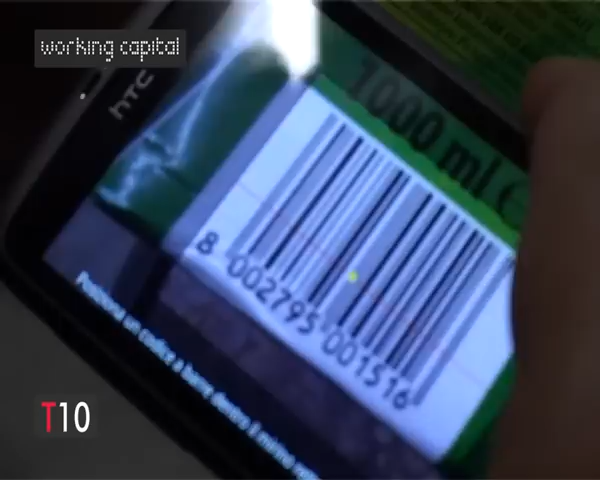 working capital
hTC
1000 ml e
8 002795 001516
Posiziona un codice a barre dentro il mirino
T10